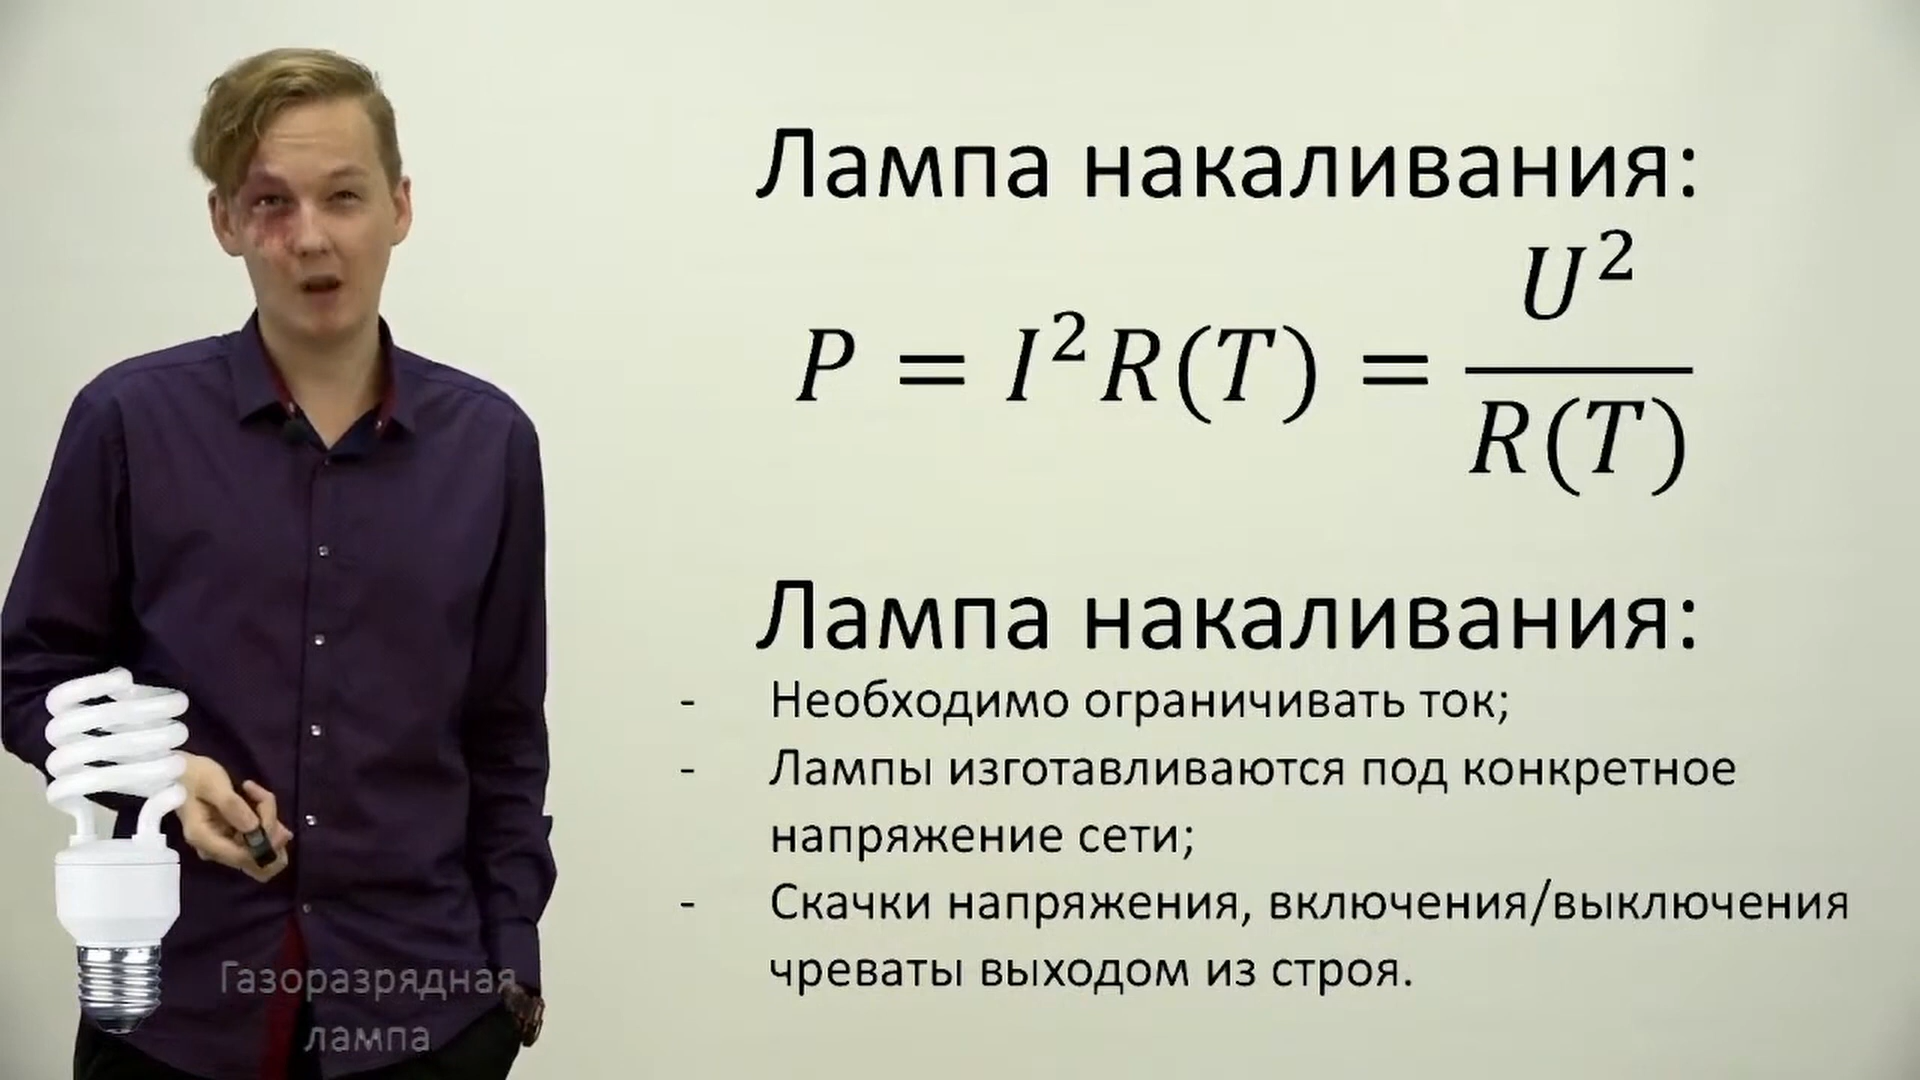 Лампа накаливания:
P = I²R(T) = U²/R(T)
Лампа накаливания:
- Необходимо ограничивать ток;
- Лампы изготавливаются под конкретное
напряжение сети;
- Скачки напряжения, включения/выключения
чреваты выходом из строя.
Газоразрядная
лампа